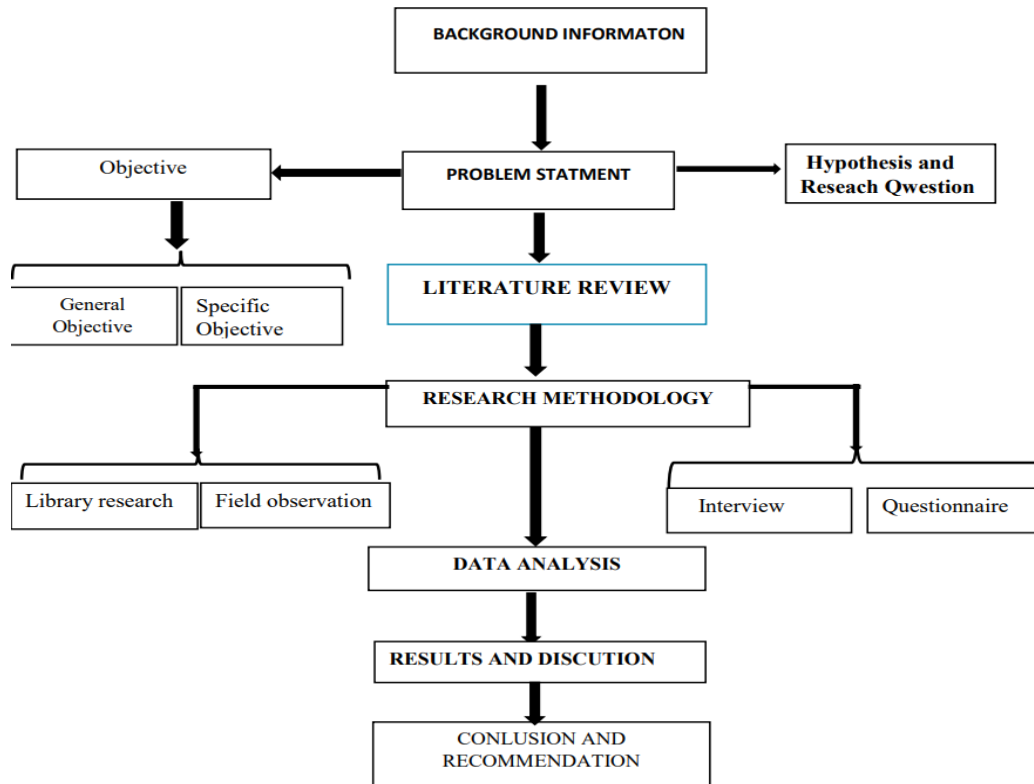 BACKGROUND INFORMATON
Objective
PROBLEM STATMENT
Hypothesis and
Reseach Qwestion
General
Objective
Specific
Objective
LITERATURE REVIEW
RESEARCH METHODOLOGY
Library research
Field observation
Interview
Questionnaire
DATA ANALYSIS
RESULTS AND DISCUTION
CONLUSION AND
RECOMMENDATION